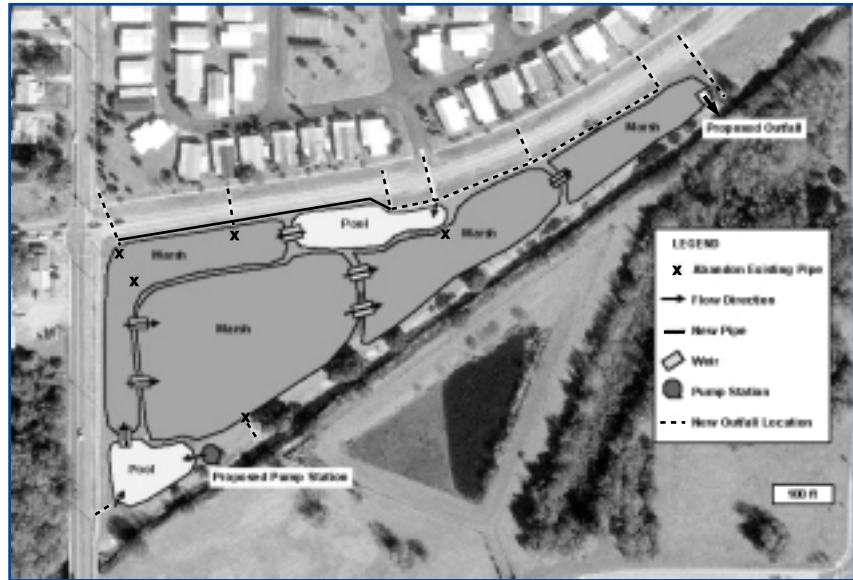 Marsh
Proposed Outfall
Pool
Marsh
Marsh
Marsh
Pool
Proposed Pump Station
LEGEND
x Abandon Existing Pipe
Flow Direction
New Pipe
Weir
Pump Station
New Outfall Location
100 ft
x
x
x
x
x